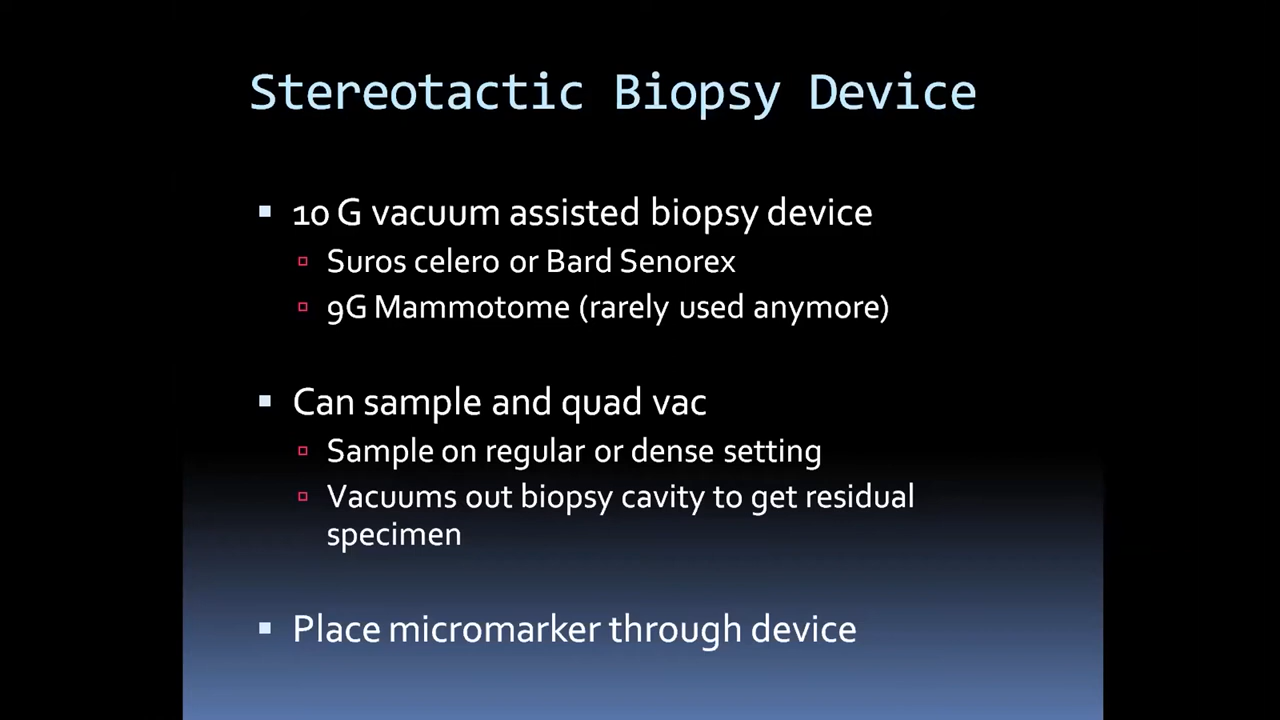 Stereotactic Biopsy Device
10 G vacuum assisted biopsy device
Suros celero or Bard Senorex
9G Mammotome (rarely used anymore)
Can sample and quad vac
Sample on regular or dense setting
Vacuums out biopsy cavity to get residual
specimen
Place micromarker through device